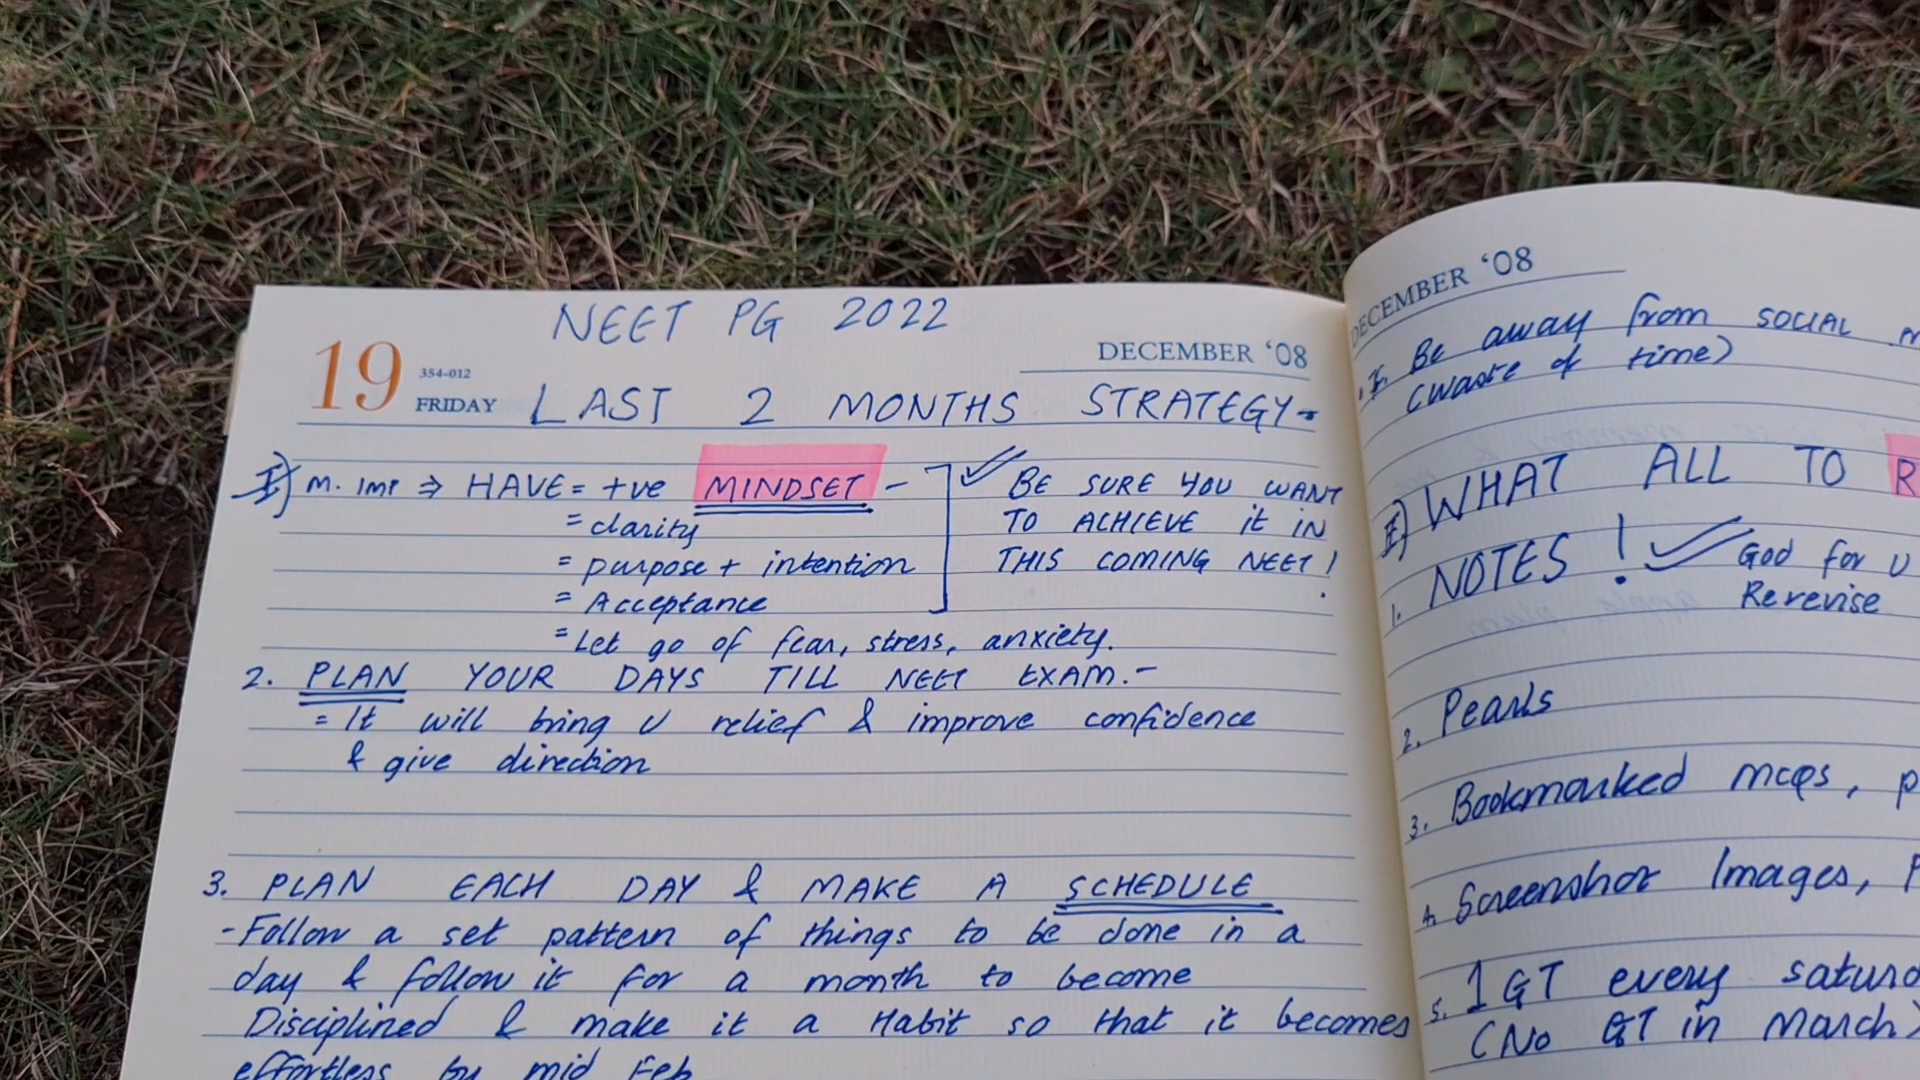 NEET PG 2022
19 354-012 FRIDAY DECEMBER '08
LAST 2 MONTHS STRATEGY-
I) M. IMP ⇒ HAVE = +ve MINDSET -
= clarity
= purpose + intention
= Acceptance
= Let go of fear, stress, anxiety.
✓ BE SURE YOU WANT
TO ACHIEVE it IN
THIS COMING NEET!
2. PLAN YOUR DAYS TILL NEET EXAM.-
= It will bring U relief & improve confidence
& give direction
3. PLAN EACH DAY & MAKE A SCHEDULE
-Follow a set pattern of things to be done in a
day & follow it for a month to become
Disciplined & make it a Habit so that it becomes
effortless by mid Feb
DECEMBER '08
Be away from SOCIAL
(Waste of time)
II) WHAT ALL TO
1. NOTES! ✓ God for U
Rerevise
2. Pearls
3. Bookmarked mcqs,
4. Screenshot Images,
5. 1 GT every
(No GT in March)